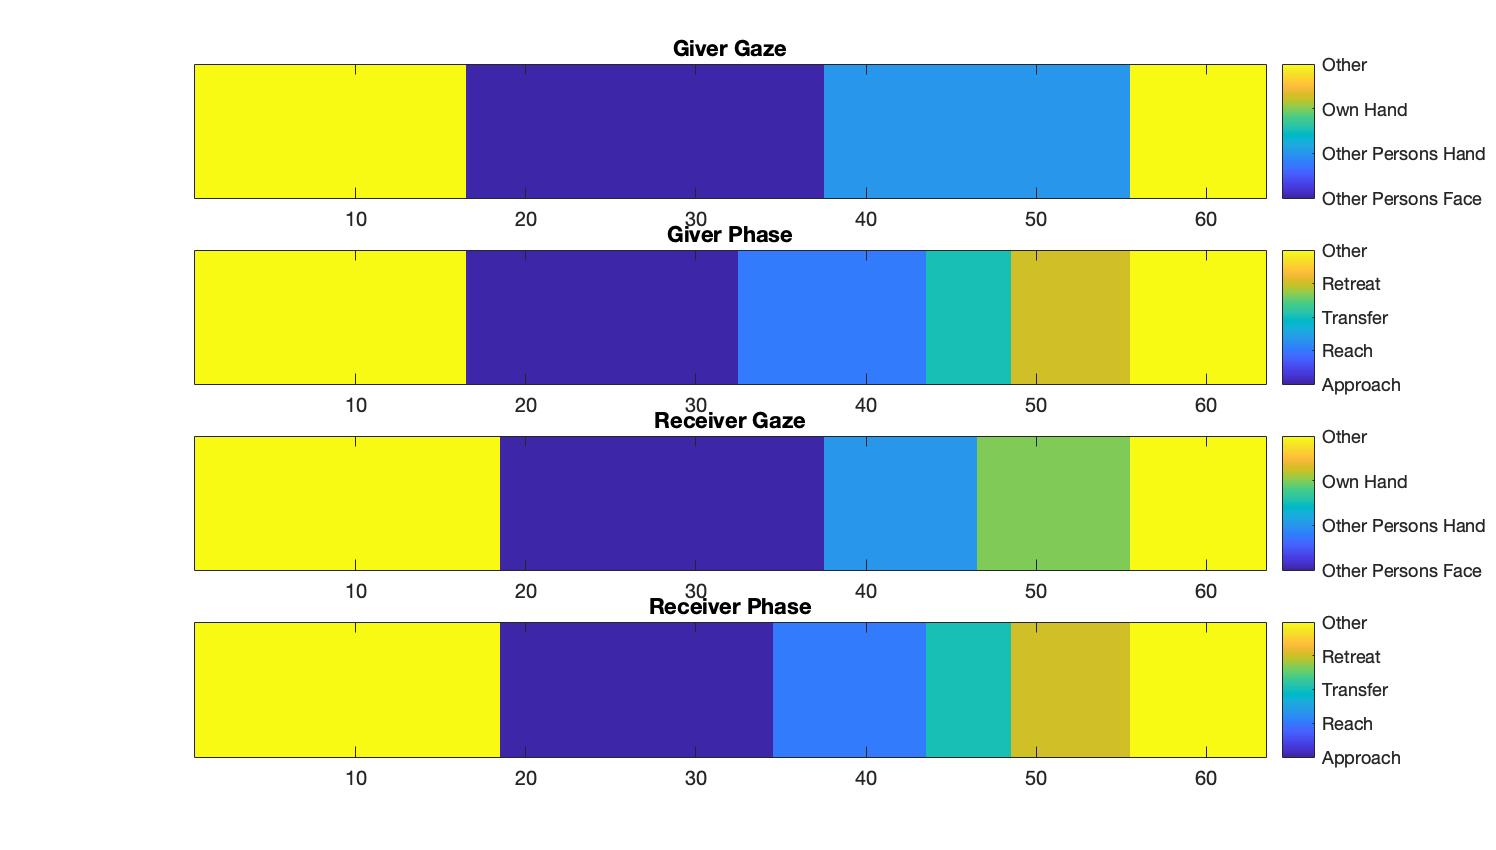 Giver Gaze
Other
Own Hand
Other Persons Hand
Other Persons Face
10 20 30 40 50 60
Giver Phase
Other
Retreat
Transfer
Reach
Approach
10 20 30 40 50 60
Receiver Gaze
Other
Own Hand
Other Persons Hand
Other Persons Face
10 20 30 40 50 60
Receiver Phase
Other
Retreat
Transfer
Reach
Approach
10 20 30 40 50 60